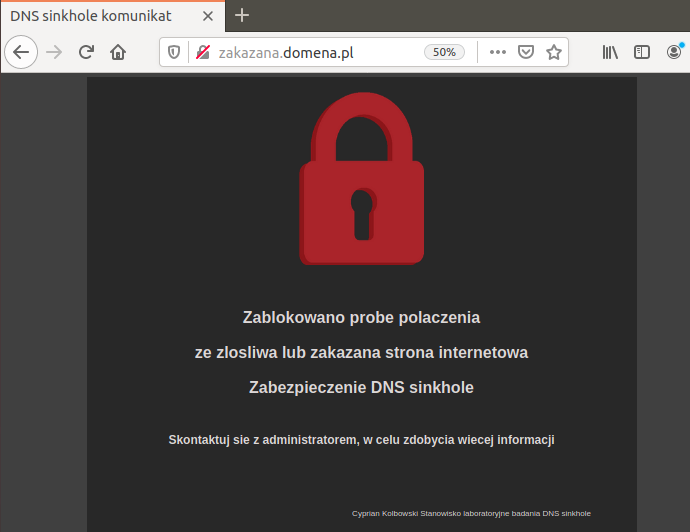 DNS sinkhole komunikat
zakazana.domena.pl
50%
Zablokowano probe polaczenia
ze zlosliwa lub zakazana strona internetowa
Zabezpieczenie DNS sinkhole
Skontaktuj sie z administratorem, w celu zdobycia wiecej informacji
Cyprian Kolbowski Stanowisko laboratoryjne badania DNS sinkhole